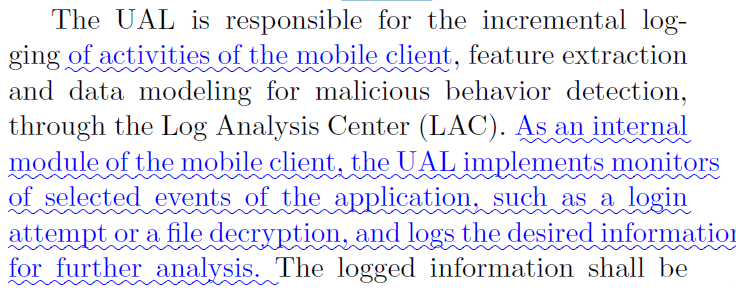 The UAL is responsible for the incremental log-
ging of activities of the mobile client, feature extraction
and data modeling for malicious behavior detection,
through the Log Analysis Center (LAC). As an internal
module of the mobile client, the UAL implements monitors
of selected events of the application, such as a login
attempt or a file decryption, and logs the desired information
for further analysis. The logged information shall be